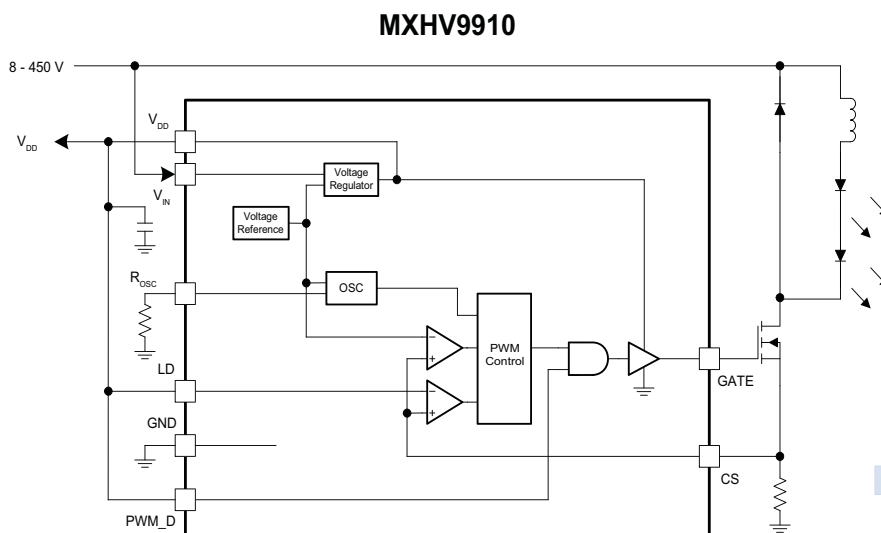 MXHV9910
8 - 450 V
VDD
VDD
VIN
Voltage
Regulator
Voltage
Reference
ROSC
OSC
PWM
Control
LD
GATE
GND
CS
PWM_D